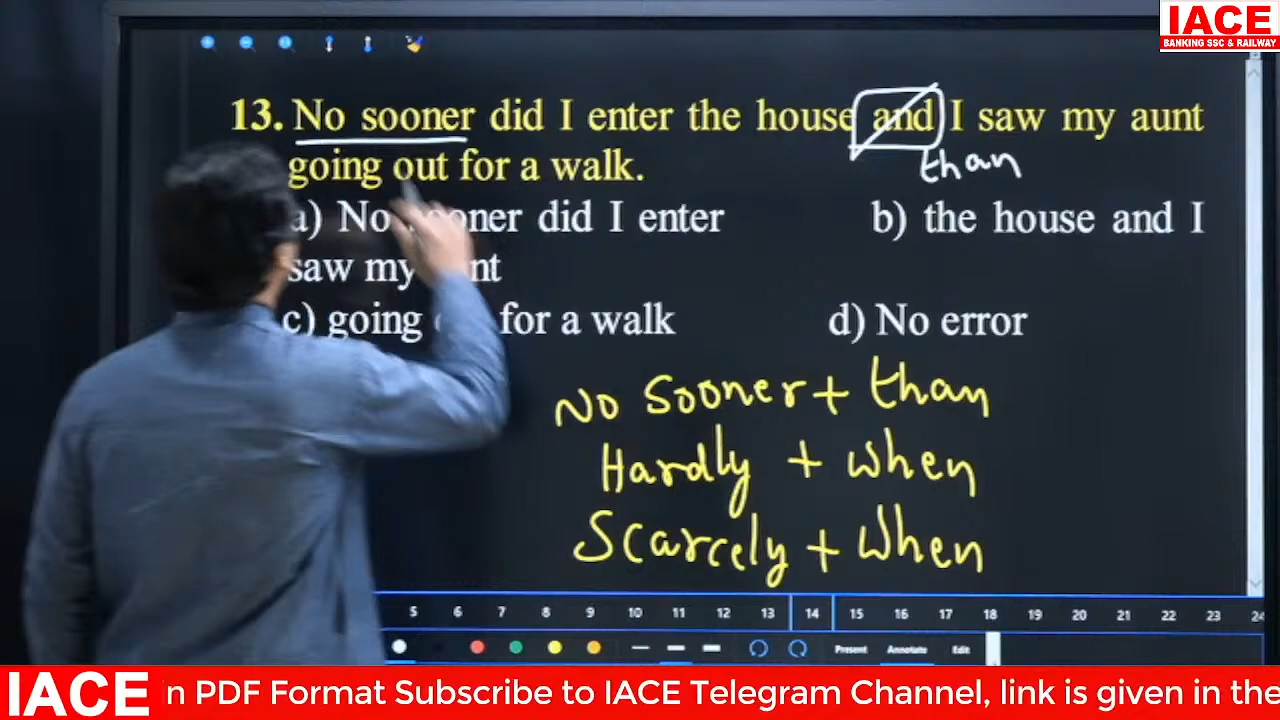 IACE
BANKING SSC & RAILWAY
13. No sooner did I enter the house and I saw my aunt
than
going out for a walk.
a) No sooner did I enter b) the house and I
saw my nt
c) going for a walk d) No error
No sooner + than
Hardly + when
Scarcely + When
5 6 7 8 9 10 11 12 13 14 15 16 17 18 19 20 21 22 23 24
Present Annotate Edit
IACE n PDF Format Subscribe to IACE Telegram Channel, link is given in the